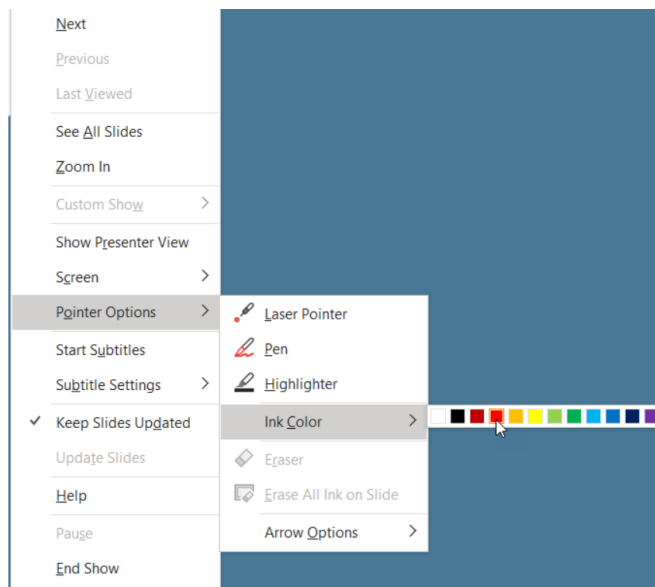 Next
Previous
Last Viewed
See All Slides
Zoom In
Custom Show
Show Presenter View
Screen
Pointer Options
Start Subtitles
Subtitle Settings
Keep Slides Updated
Update Slides
Help
Pause
End Show
Laser Pointer
Pen
Highlighter
Ink Color
Eraser
Erase All Ink on Slide
Arrow Options